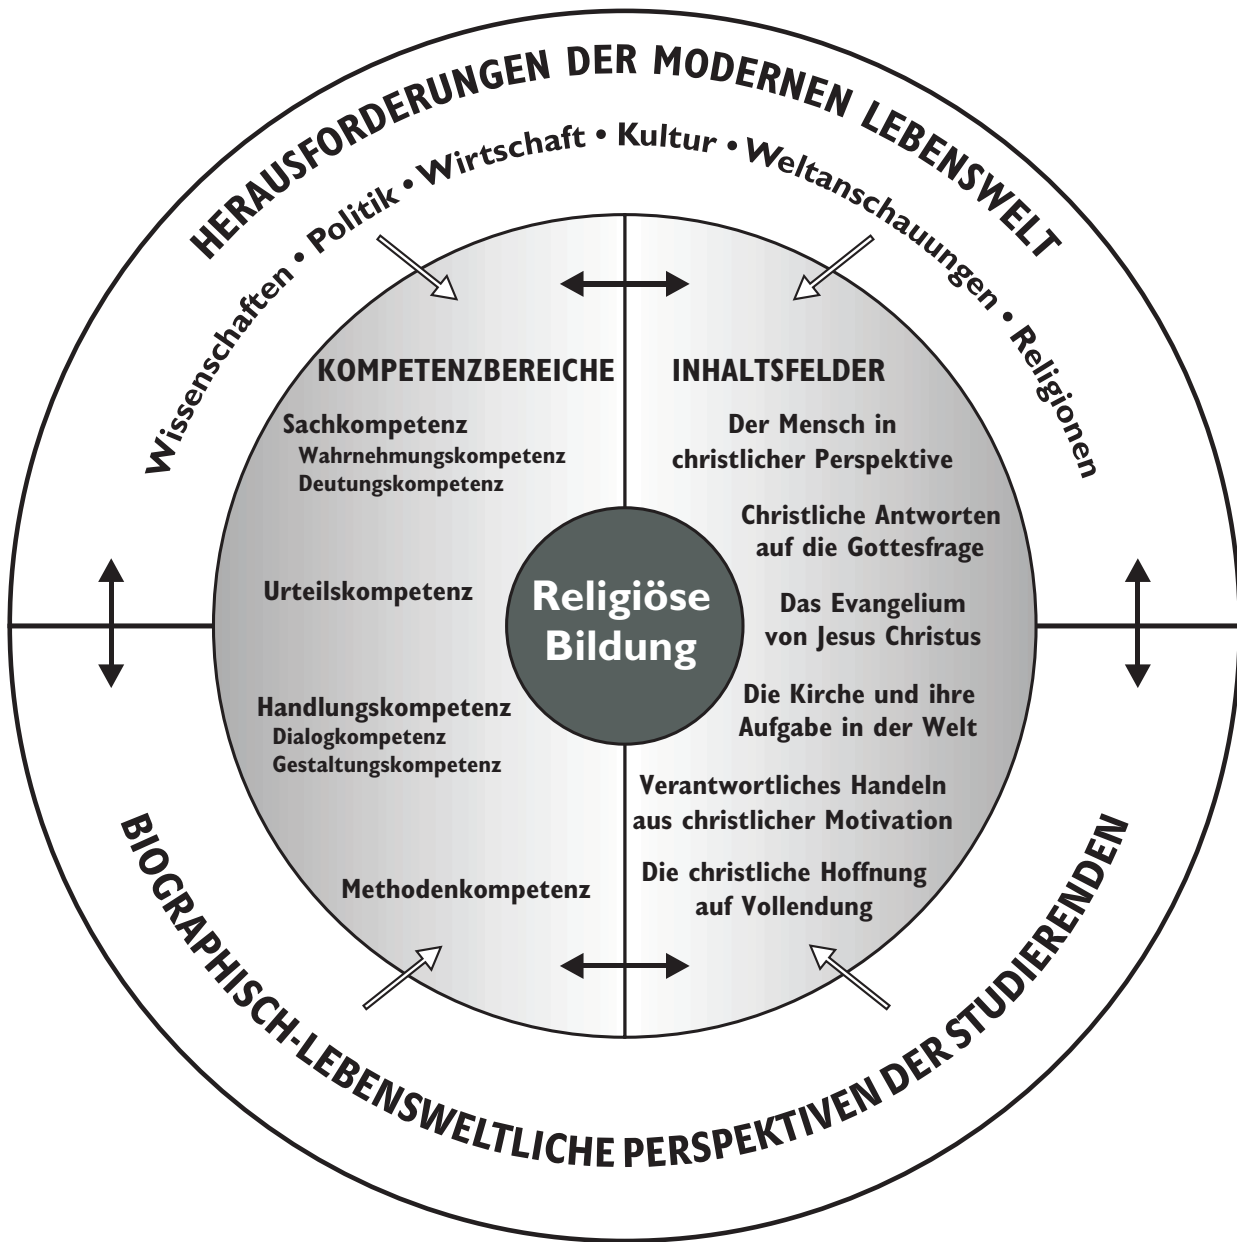 HERAUSFORDERUNGEN DER MODERNEN LEBENSWELT
Wissenschaften • Politik • Wirtschaft • Kultur • Weltanschauungen • Religionen
KOMPETENZBEREICHE
Sachkompetenz
Wahrnehmungskompetenz
Deutungskompetenz
Urteilskompetenz
Handlungskompetenz
Dialogkompetenz
Gestaltungskompetenz
Methodenkompetenz
Religiöse
Bildung
INHALTSFELDER
Der Mensch in
christlicher Perspektive
Christliche Antworten
auf die Gottesfrage
Das Evangelium
von Jesus Christus
Die Kirche und ihre
Aufgabe in der Welt
Verantwortliches Handeln
aus christlicher Motivation
Die christliche Hoffnung
auf Vollendung
BIOGRAPHISCH-LEBENSWELTLICHE PERSPEKTIVEN DER STUDIERENDEN